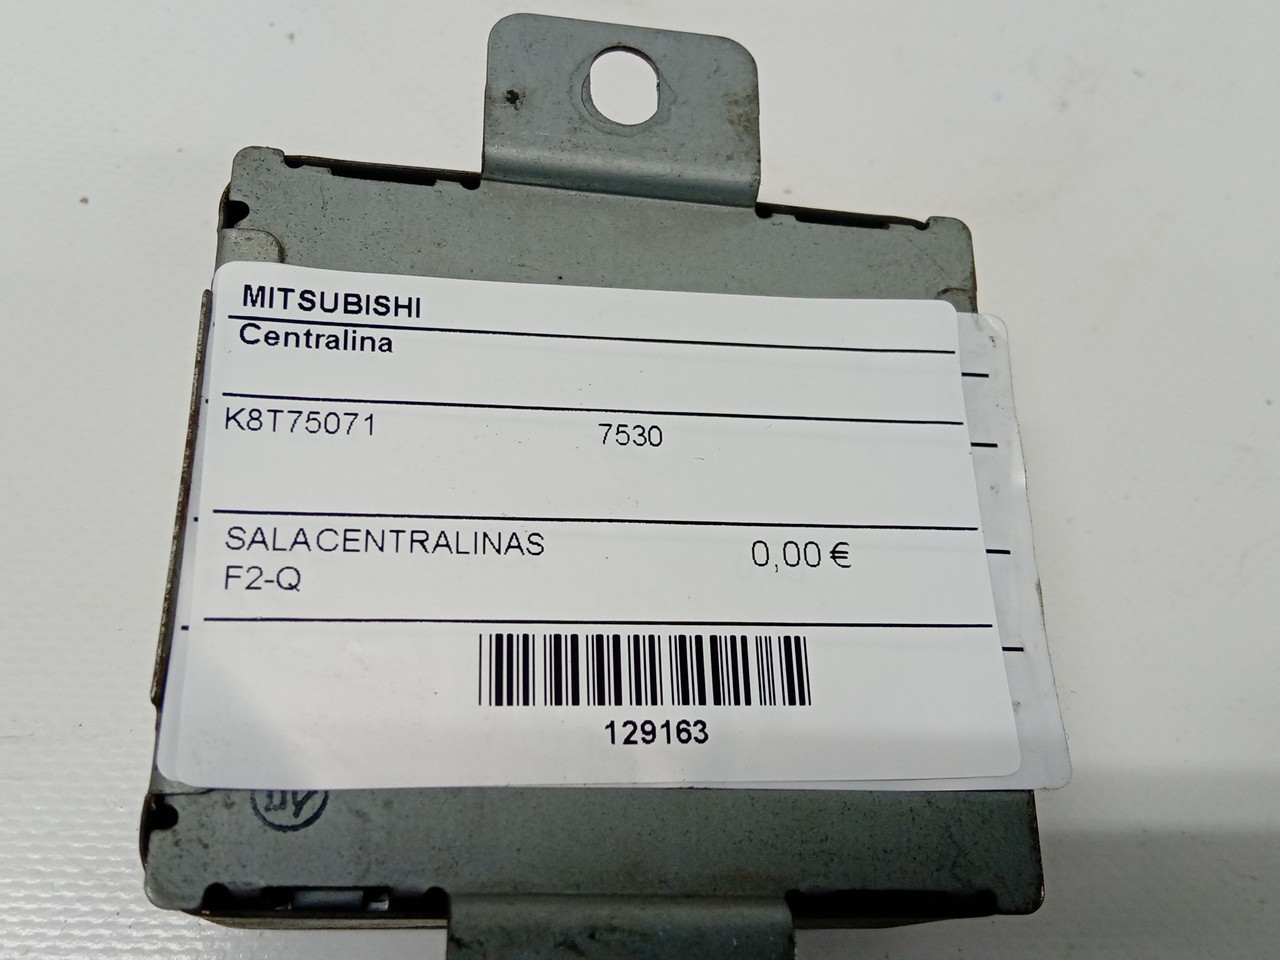 MITSUBISHI
Centralina
K8T75071 7530
SALACENTRALINAS 0,00 €
F2-Q
129163